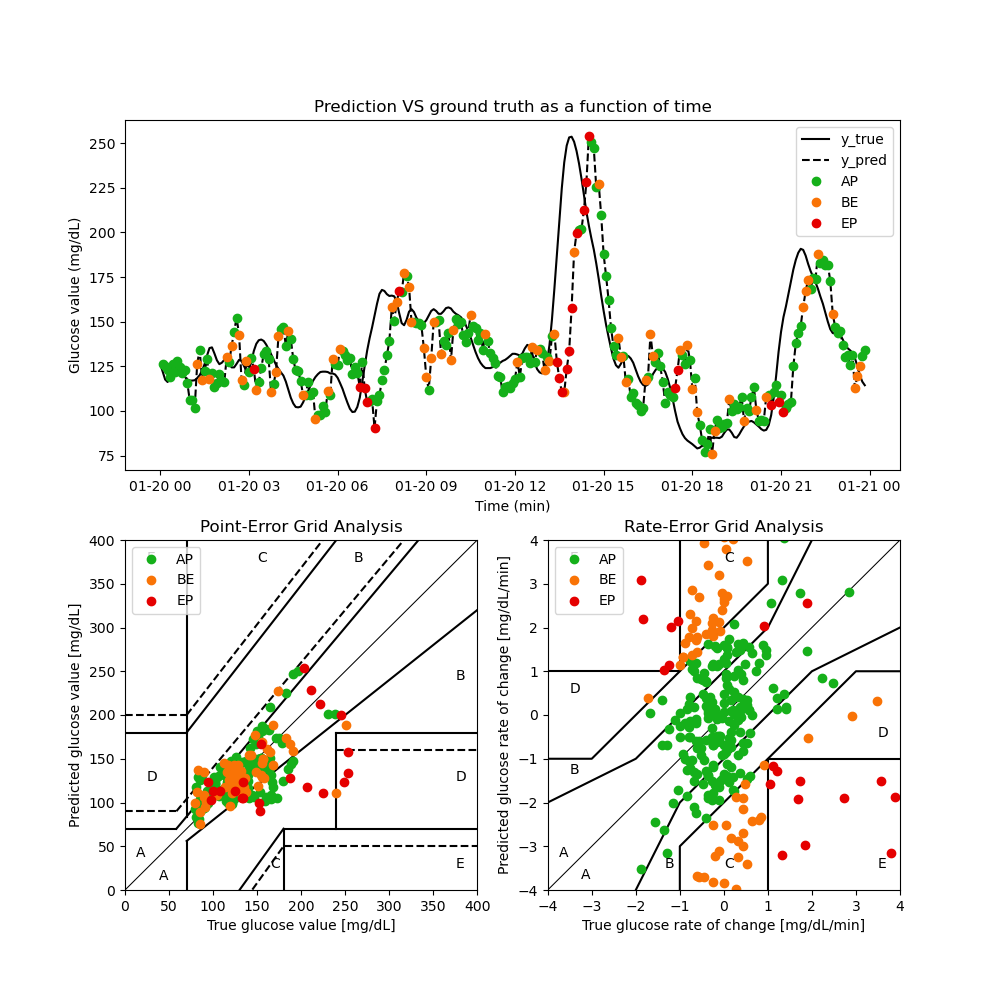 Prediction VS ground truth as a function of time
250
225
200
175
150
125
100
75
Glucose value (mg/dL)
y_true
y_pred
AP
BE
EP
01-20 00 01-20 03 01-20 06 01-20 09 01-20 12 01-20 15 01-20 18 01-20 21 01-21 00
Time (min)
Point-Error Grid Analysis
400
350
300
250
200
150
100
50
0
Predicted glucose value [mg/dL]
AP
BE
EP
C
B
B
D
D
A
A
C
E
0 50 100 150 200 250 300 350 400
True glucose value [mg/dL]
Rate-Error Grid Analysis
4
3
2
1
0
−1
−2
−3
−4
Predicted glucose rate of change [mg/dL/min]
AP
BE
EP
C
D
D
B
A
A
B
C
E
−4 −3 −2 −1 0 1 2 3 4
True glucose rate of change [mg/dL/min]